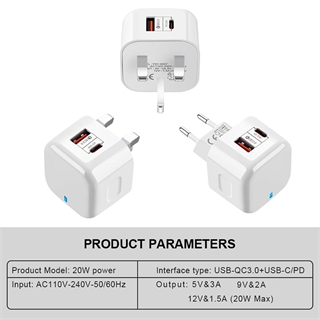 PRODUCT PARAMETERS
Product Model: 20W power
Interface type: USB-QC3.0+USB-C/PD
Input: AC110V-240V-50/60Hz
Output: 5V&3A 9V&2A
12V&1.5A (20W Max)